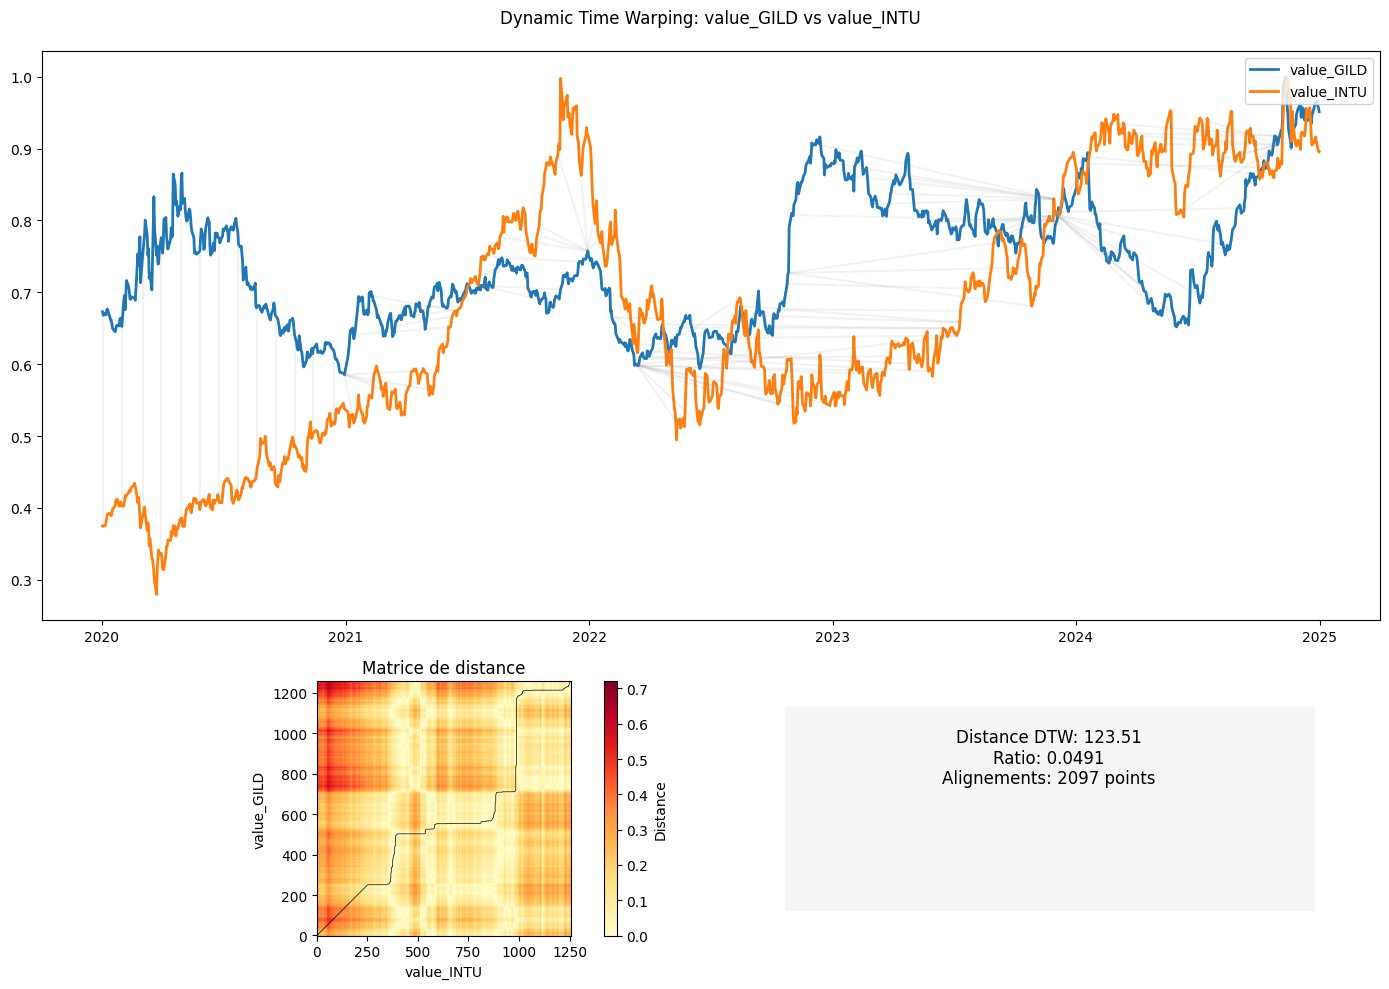 Dynamic Time Warping: value_GILD vs value_INTU
value_GILD
value_INTU
1.0
0.9
0.8
0.7
0.6
0.5
0.4
0.3
2020 2021 2022 2023 2024 2025
Matrice de distance
value_GILD
1200
1000
800
600
400
200
0
0 250 500 750 1000 1250
value_INTU
0.7
0.6
0.5
0.4
0.3
0.2
0.1
0.0
Distance
Distance DTW: 123.51
Ratio: 0.0491
Alignements: 2097 points